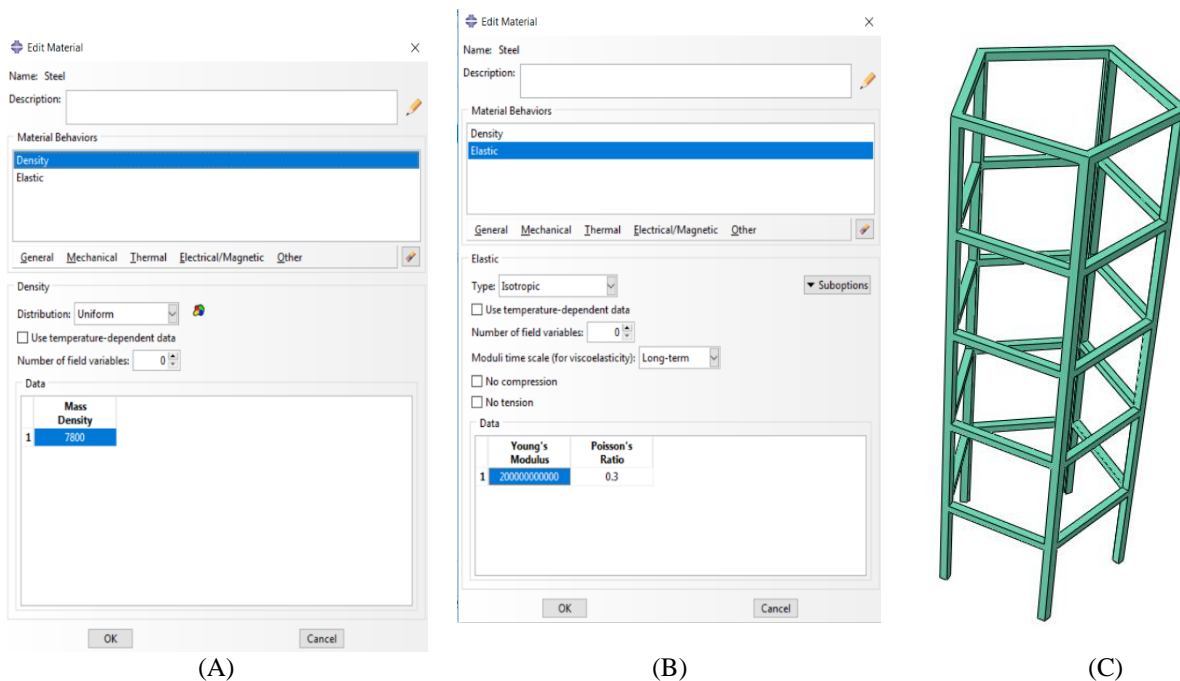 Edit Material
Name: Steel
Description:
Material Behaviors
Density
Elastic
General Mechanical Thermal Electrical/Magnetic Other
Density
Distribution: Uniform
Use temperature-dependent data
Number of field variables: 0
Data
Mass
Density
1 7800
OK Cancel
(A)
Edit Material
Name: Steel
Description:
Material Behaviors
Density
Elastic
General Mechanical Thermal Electrical/Magnetic Other
Elastic
Type: Isotropic Suboptions
Use temperature-dependent data
Number of field variables: 0
Moduli time scale (for viscoelasticity): Long-term
No compression
No tension
Data
Young's Poisson's
Modulus Ratio
1 200000000000 0.3
OK Cancel
(B)
(C)